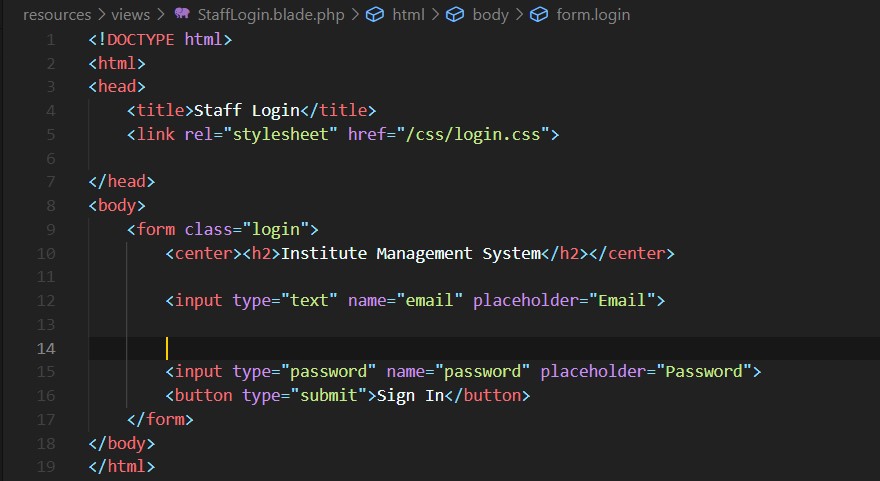 resources > views > StaffLogin.blade.php > html > body > form.login
1 <!DOCTYPE html>
2 <html>
3 <head>
4     <title>Staff Login</title>
5     <link rel="stylesheet" href="/css/login.css">
6
7 </head>
8 <body>
9     <form class="login">
10         <center><h2>Institute Management System</h2></center>
11
12         <input type="text" name="email" placeholder="Email">
13
14
15         <input type="password" name="password" placeholder="Password">
16         <button type="submit">Sign In</button>
17     </form>
18 </body>
19 </html>